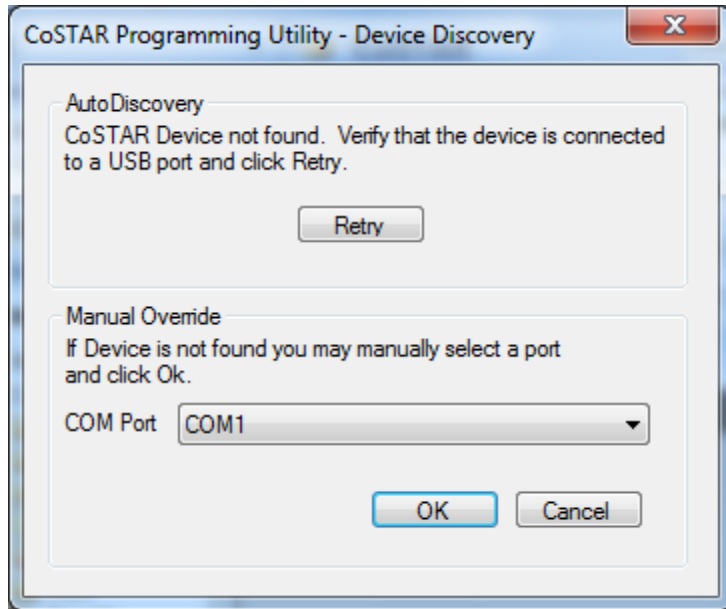 CoSTAR Programming Utility - Device Discovery
AutoDiscovery
CoSTAR Device not found. Verify that the device is connected
to a USB port and click Retry.
Retry
Manual Override
If Device is not found you may manually select a port
and click Ok.
COM Port COM1
OK Cancel